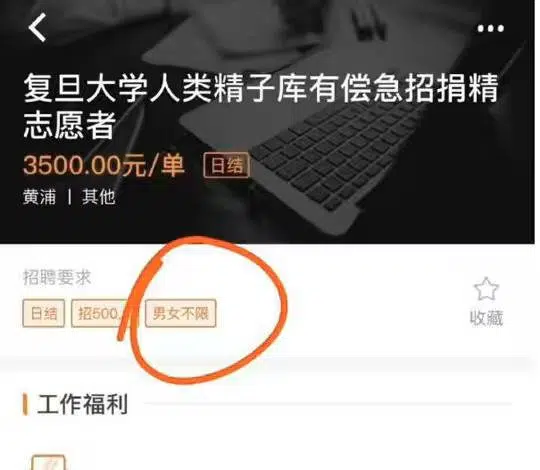 复旦大学人类精子库有偿急招捐精
志愿者
3500.00元/单 日结
黄浦 | 其他
招聘要求
日结 招500 男女不限
收藏
工作福利